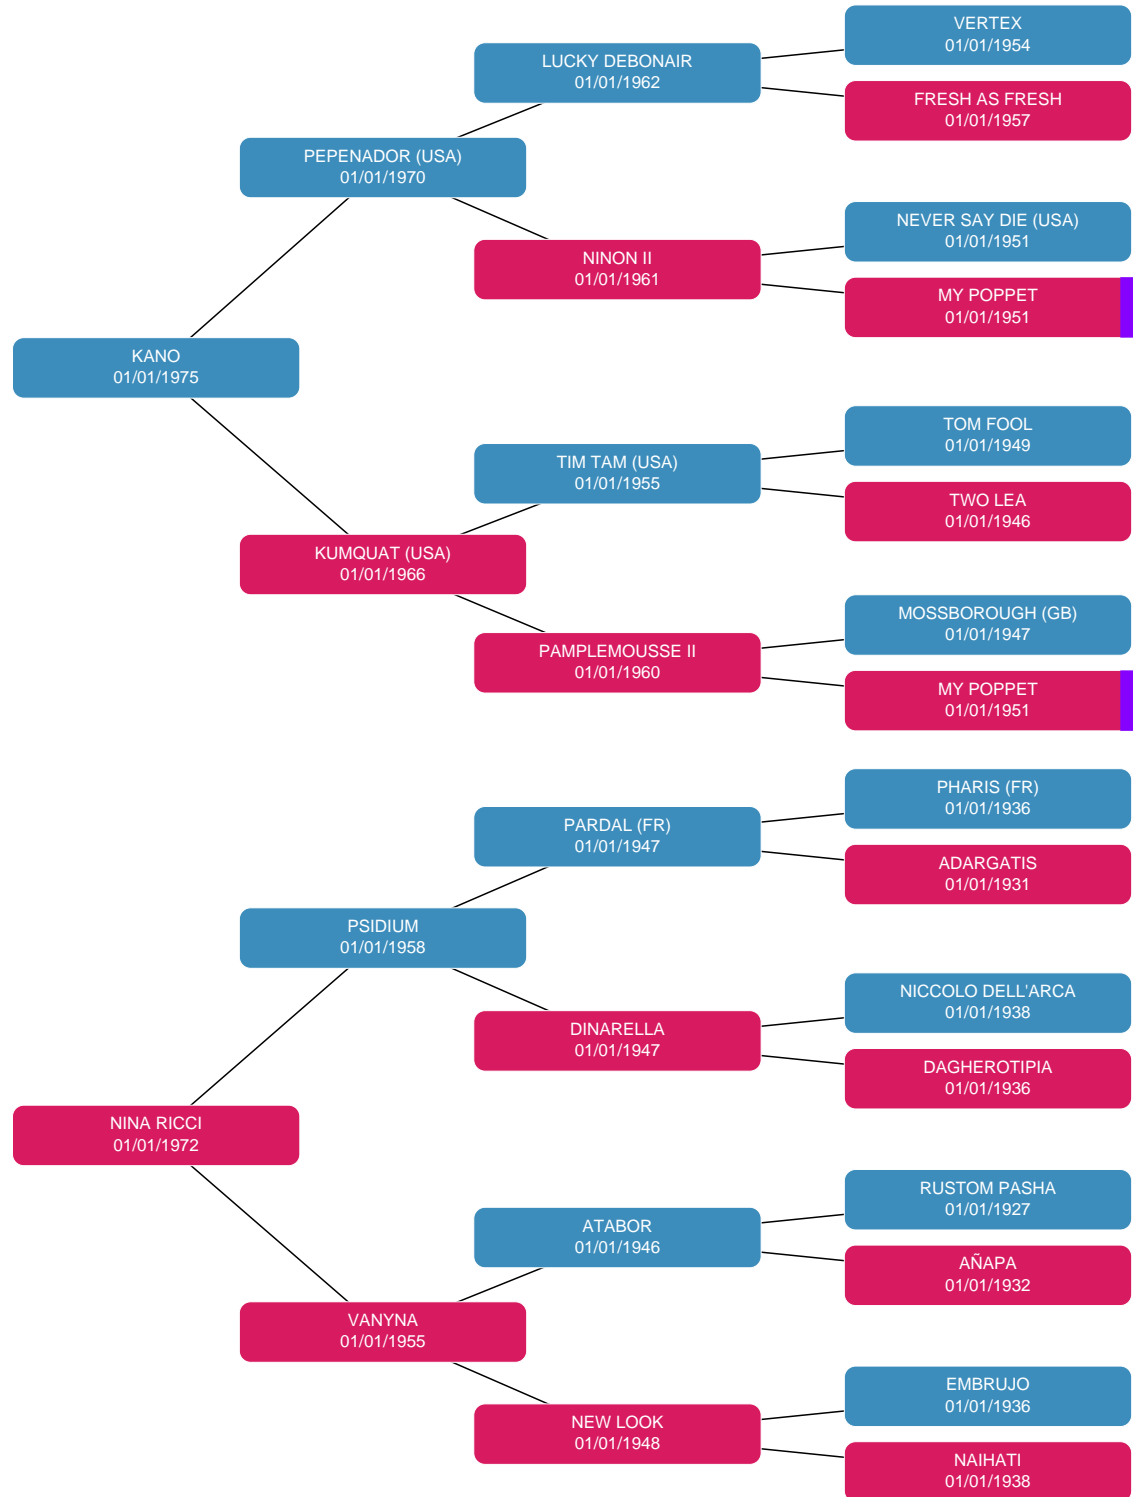 VERTEX
01/01/1954
LUCKY DEBONAIR
01/01/1962
FRESH AS FRESH
01/01/1957
PEPENADOR (USA)
01/01/1970
NEVER SAY DIE (USA)
01/01/1951
NINON II
01/01/1961
MY POPPET
01/01/1951
KANO
01/01/1975
TOM FOOL
01/01/1949
TIM TAM (USA)
01/01/1955
TWO LEA
01/01/1946
KUMQUAT (USA)
01/01/1966
MOSSBOROUGH (GB)
01/01/1947
PAMPLEMOUSSE II
01/01/1960
MY POPPET
01/01/1951
PHARIS (FR)
01/01/1936
PARDAL (FR)
01/01/1947
ADARGATIS
01/01/1931
PSIDIUM
01/01/1958
NICCOLO DELL'ARCA
01/01/1938
DINARELLA
01/01/1947
DAGHEROTIPIA
01/01/1936
NINA RICCI
01/01/1972
RUSTOM PASHA
01/01/1927
ATABOR
01/01/1946
AÑAPA
01/01/1932
VANYNA
01/01/1955
EMBRUJO
01/01/1936
NEW LOOK
01/01/1948
NAIHATI
01/01/1938